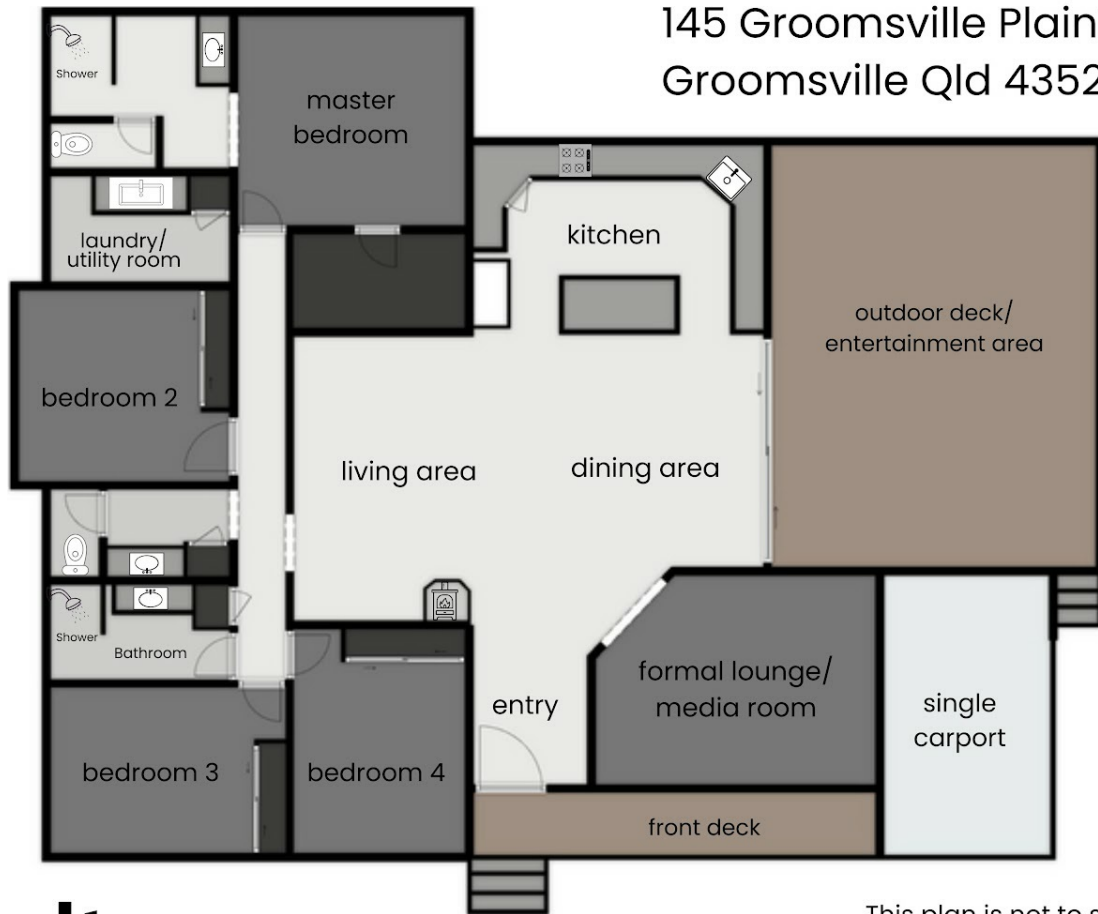 145 Groomsville Plain
Groomsville Qld 4352
Shower
master
bedroom
laundry/
utility room
kitchen
outdoor deck/
entertainment area
bedroom 2
living area
dining area
Shower
Bathroom
formal lounge/
media room
single
carport
entry
bedroom 3
bedroom 4
front deck
This plan is not to s